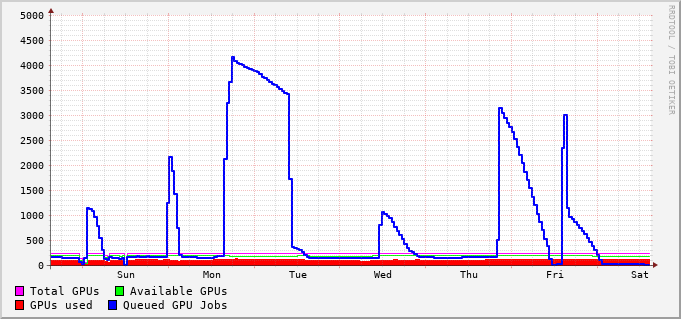 5000
4500
4000
3500
3000
2500
2000
1500
1000
500
0
Sun Mon Tue Wed Thu Fri Sat
Total GPUs Available GPUs
GPUs used Queued GPU Jobs
RRDTOOL / TOBI OETIKER